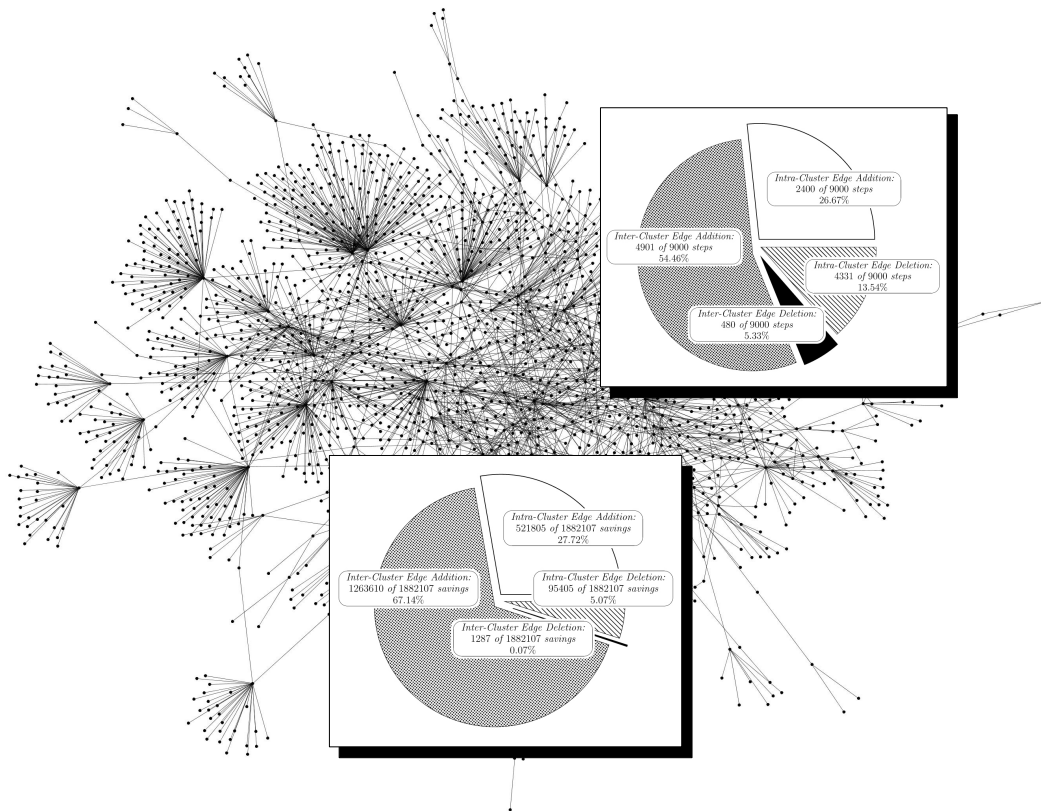 Intra-Cluster Edge Addition:
2400 of 9000 steps
26.67%
Inter-Cluster Edge Addition:
4901 of 9000 steps
54.46%
Intra-Cluster Edge Deletion:
4331 of 9000 steps
13.54%
Inter-Cluster Edge Deletion:
480 of 9000 steps
5.33%
Intra-Cluster Edge Addition:
521805 of 1882107 savings
27.72%
Inter-Cluster Edge Addition:
1263610 of 1882107 savings
67.14%
Intra-Cluster Edge Deletion:
95405 of 1882107 savings
5.07%
Inter-Cluster Edge Deletion:
1287 of 1882107 savings
0.07%